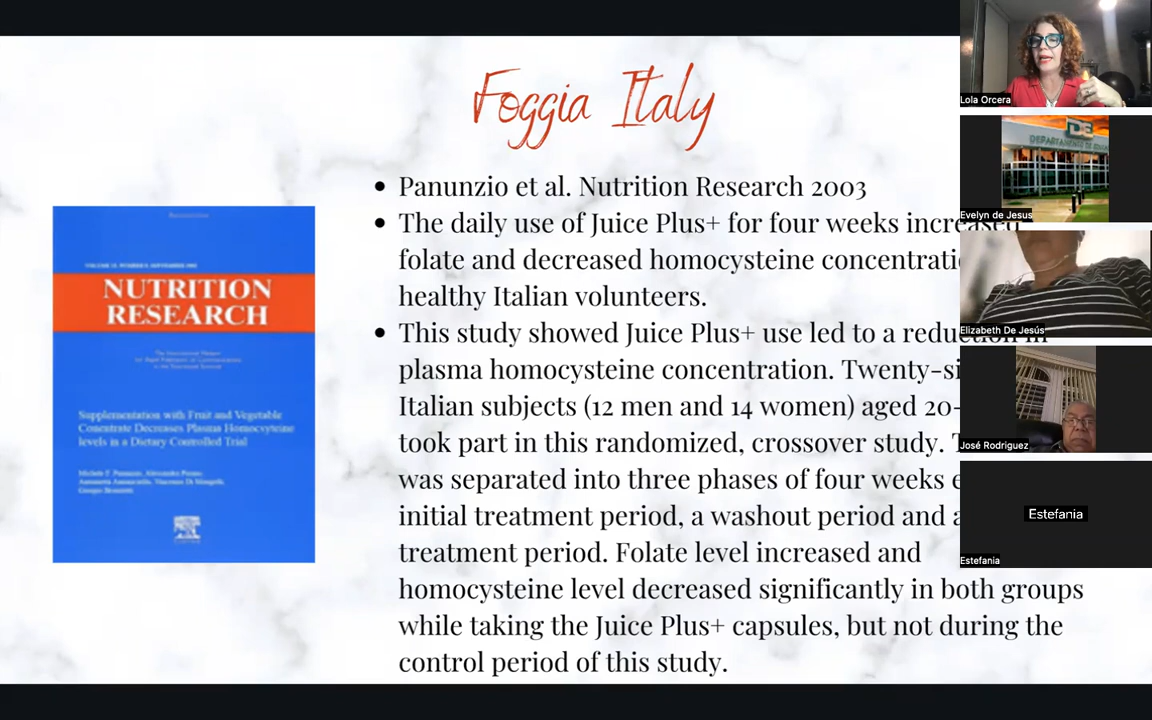 Foggia Italy
Panunzio et al. Nutrition Research 2003
The daily use of Juice Plus+ for four weeks increased
folate and decreased homocysteine
healthy Italian volunteers.
This study showed Juice Plus+ use led to a reduction in
plasma homocysteine concentration.
Italian subjects (12 men and 14 women) aged
took part in this randomized, crossover study.
was separated into three phases of four weeks
initial treatment period, a washout period and
treatment period. Folate level increased and
homocysteine level decreased significantly in both groups
while taking the Juice Plus+ capsules, but not during the
control period of this study.
NUTRITION
RESEARCH
Supplementation with Fruit and Vegetable
Concentrate Decreases Plasma Homocysteine
levels in a Dietary Controlled Trial
Lola Orcera
DE
Evelyn de Jesus
Elizabeth De Jesús
José Rodriguez
Estefania
Estefania